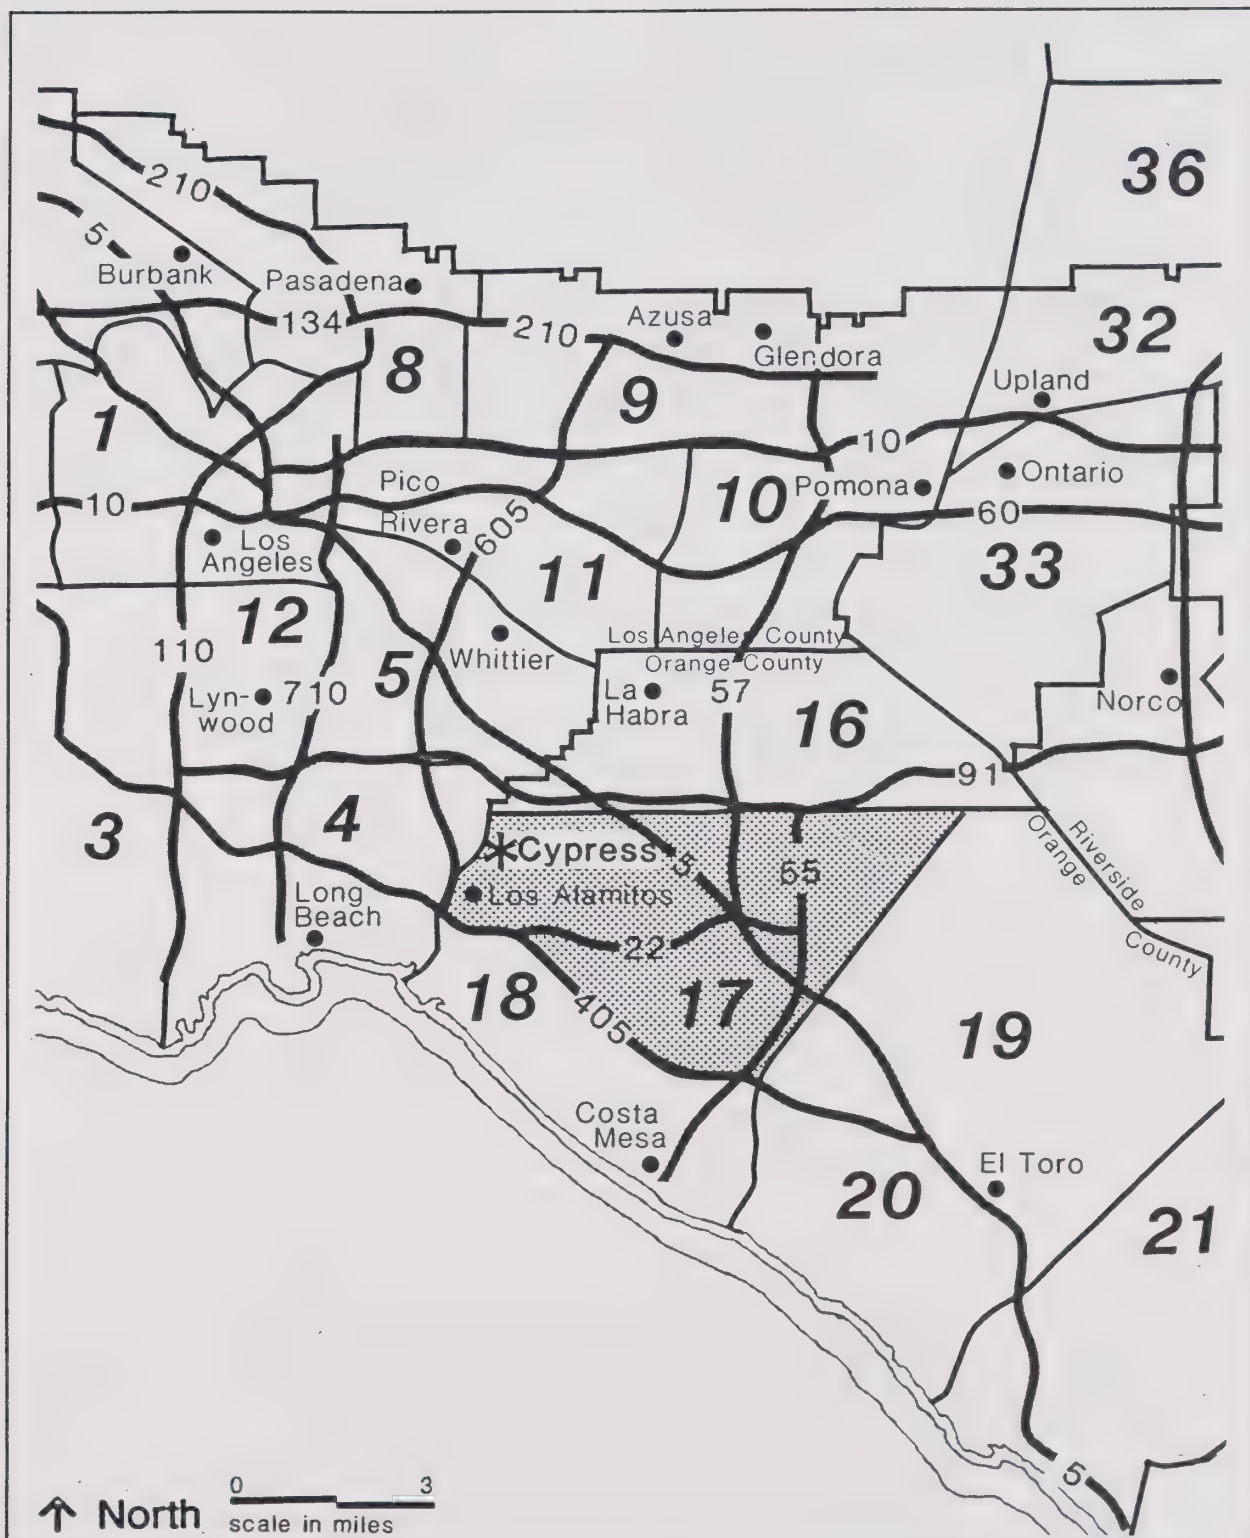 36
210
5
Burbank
Pasadena
134
210
Azusa
Glendora
32
8
9
Upland
1
10
Pico
Rivera
10
Pomona
Ontario
10
605
60
Los
Angeles
11
33
12
110
5
Whittier
Los Angeles County
Orange County
Lyn-
wood
710
La
Habra
57
16
Norco
91
3
4
Cypress
5
55
Riverside
Orange
County
Los Alamitos
Long
Beach
22
18
17
405
19
Costa
Mesa
El Toro
20
21
5
North
0 3
scale in miles